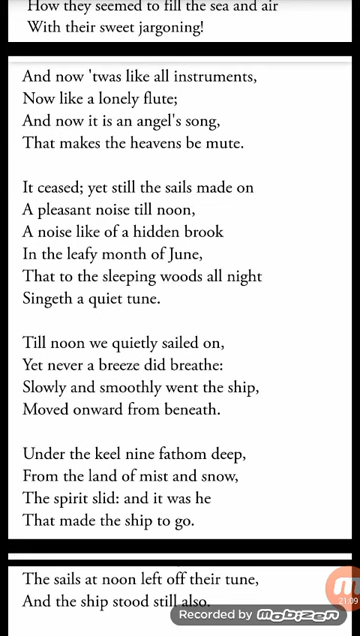 How they seemed to fill the sea and air
With their sweet jargoning!
And now 'twas like all instruments,
Now like a lonely flute;
And now it is an angel's song,
That makes the heavens be mute.
It ceased; yet still the sails made on
A pleasant noise till noon,
A noise like of a hidden brook
In the leafy month of June,
That to the sleeping woods all night
Singeth a quiet tune.
Till noon we quietly sailed on,
Yet never a breeze did breathe:
Slowly and smoothly went the ship,
Moved onward from beneath.
Under the keel nine fathom deep,
From the land of mist and snow,
The spirit slid: and it was he
That made the ship to go.
The sails at noon left off their tune,
And the ship stood still also.
21:09
Recorded by Mobizen